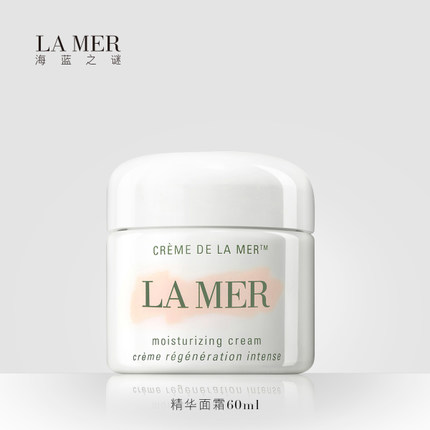 LA MER
海蓝之谜
CRÈME DE LA MER™
LA MER
moisturizing cream
crème régénération intense
精华面霜60ml